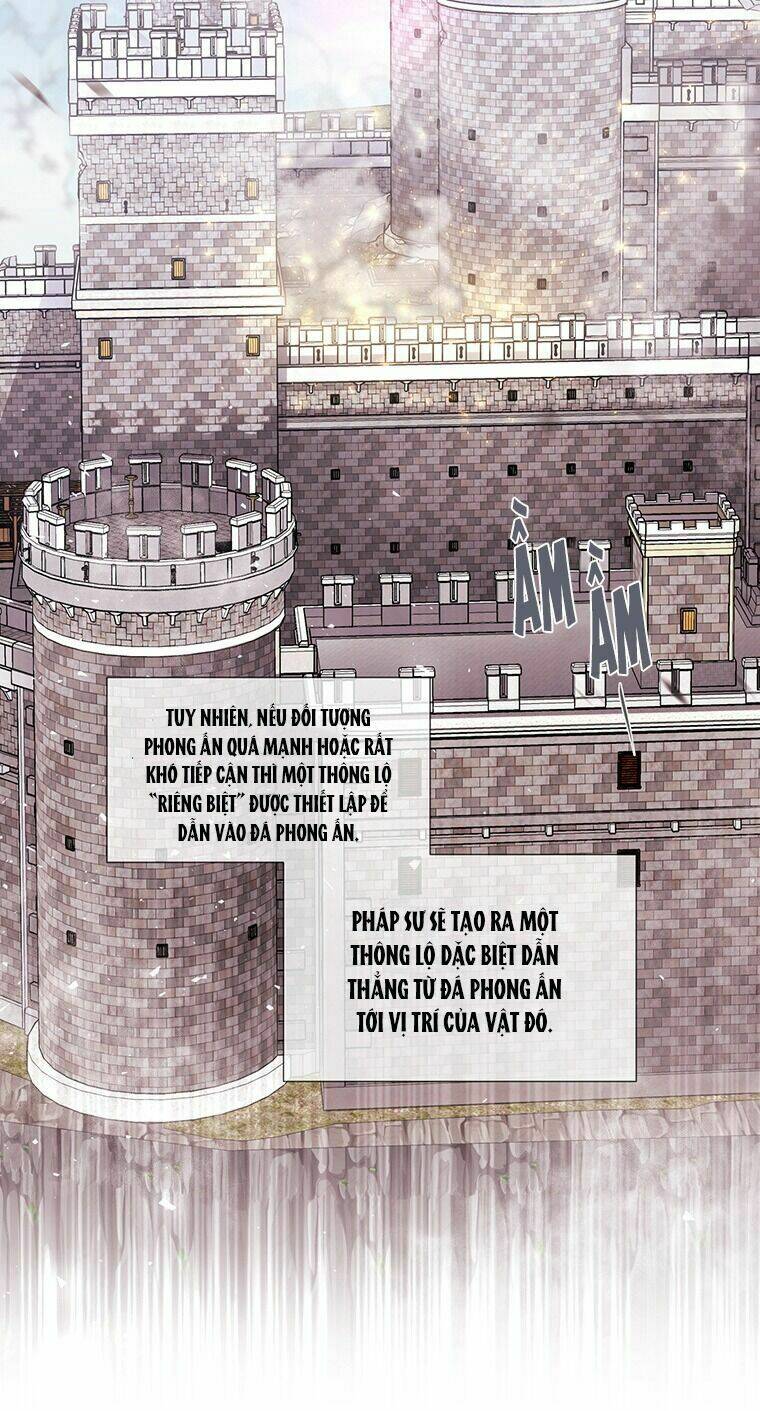 ẦM
ẦM
TUY NHIÊN, NẾU ĐỐI TƯỢNG
PHONG ẤN QUÁ MẠNH HOẶC RẤT
KHÓ TIẾP CẬN THÌ MỘT THÔNG LỘ
"RIÊNG BIỆT" ĐƯỢC THIẾT LẬP ĐỂ
DẪN VÀO ĐÁ PHONG ẤN.
PHÁP SƯ SẼ TẠO RA MỘT
THÔNG LỘ ĐẶC BIỆT DẪN
THẲNG TỪ ĐÁ PHONG ẤN
TỚI VỊ TRÍ CỦA VẬT ĐÓ.